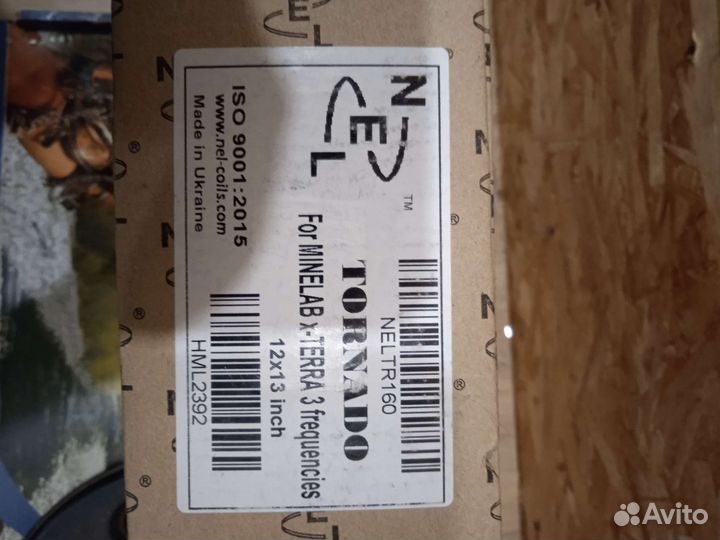 NEL™
ISO 9001:2015
www.nel-coils.com
Made in Ukraine
TORNADO
For MINELAB X-TERRA 3 frequencies
12x13 inch
NELTR160
HML2392
Avito